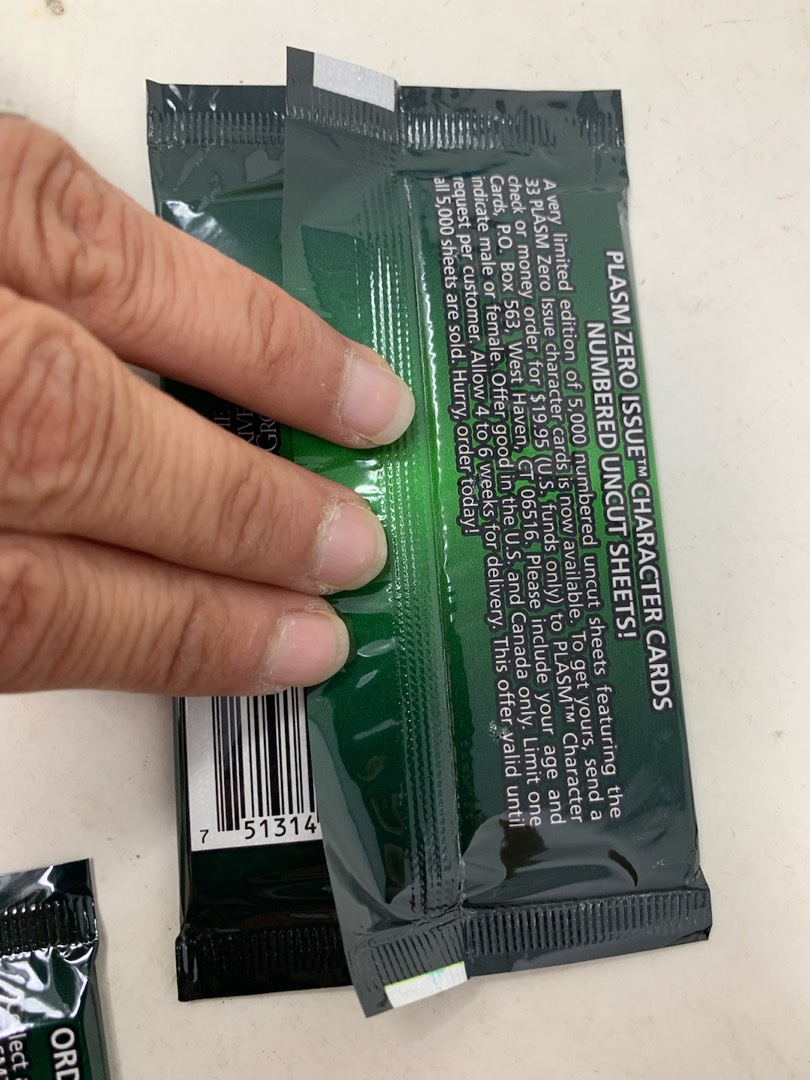 PLASM ZERO ISSUE™ CHARACTER CARDS
NUMBERED UNCUT SHEETS!
A very limited edition of 5,000 numbered uncut sheets featuring the
33 PLASM Zero Issue character cards is now available. To get yours, send a
check or money order for $19.95 (U.S. funds only) to PLASM™ Character
Cards, P.O. Box 563, West Haven, CT 06516. Please include your age and
indicate male or female. Offer good in the U.S. and Canada only. Limit one
request per customer. Allow 4 to 6 weeks for delivery. This offer valid until
all 5,000 sheets are sold. Hurry, order today!
7 51314
ORD